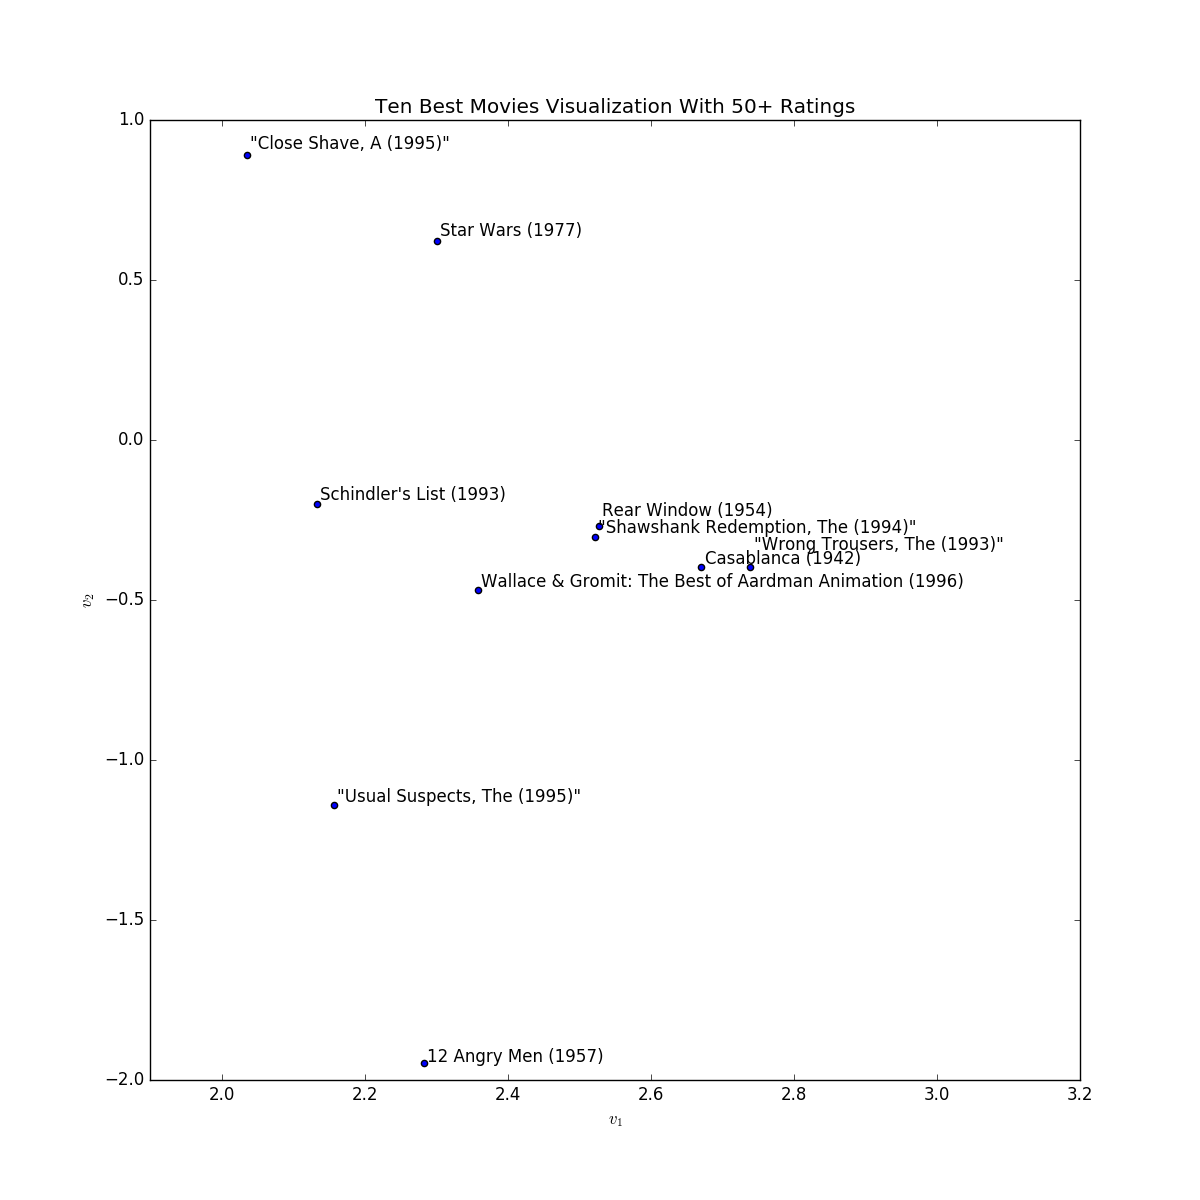 Ten Best Movies Visualization With 50+ Ratings
1.0
"Close Shave, A (1995)"
Star Wars (1977)
0.5
0.0
Schindler's List (1993)
Rear Window (1954)
"Shawshank Redemption, The (1994)"
"Wrong Trousers, The (1993)"
Casablanca (1942)
Wallace & Gromit: The Best of Aardman Animation (1996)
−0.5
v₂
−1.0
"Usual Suspects, The (1995)"
−1.5
12 Angry Men (1957)
−2.0
2.0 2.2 2.4 2.6 2.8 3.0 3.2
v₁